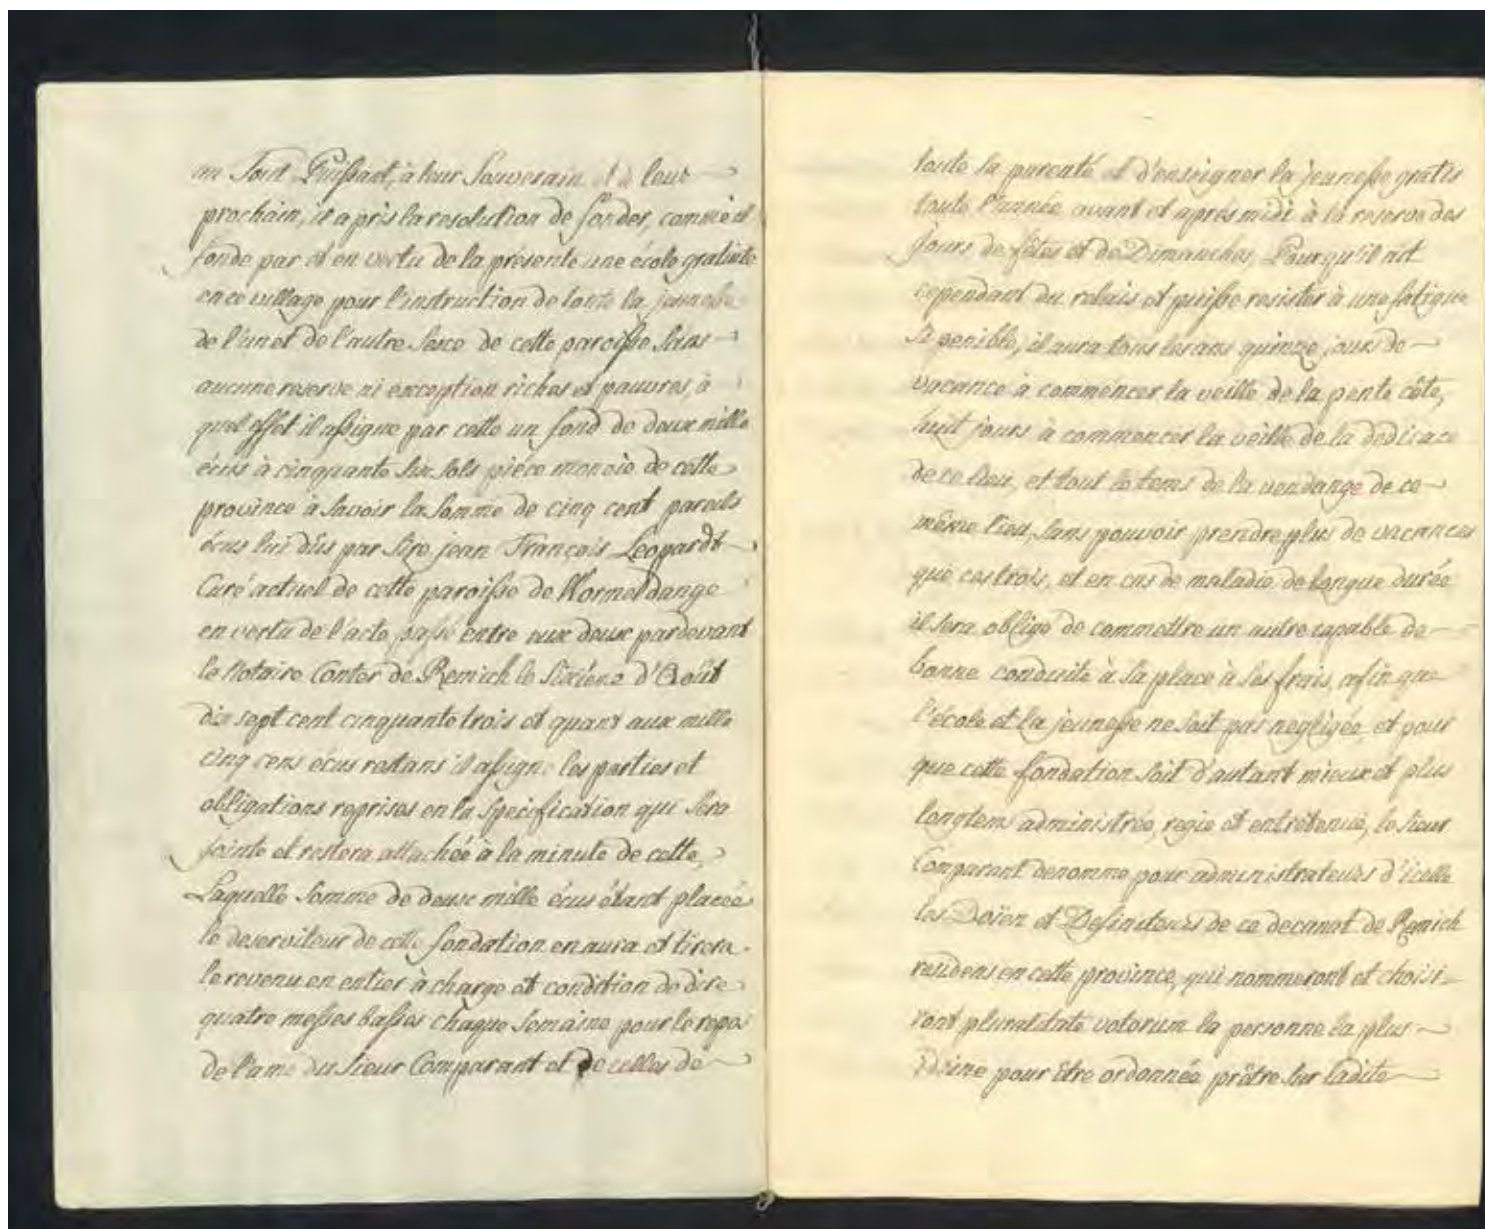 au Tout Puissant, à leur Souverain et à leur
prochain, il a pris la resolution de fonder, comme il
fonde par et en vertu de la présente une école gratuite
en ce village pour l'instruction de toute la jeunesse
de l'un et de l'autre Sexe de cette paroisse sans
aucune reserve ni exception riches et pauvres, à
quel effet il assigne par cette un fond de deux mille
écus à cinquante six sols piéce monoie de cette
province à savoir la somme de cinq cent pareils
écus lui dûs par Sire jean François Leopardt
Curé actuel de cette paroisse de Wormeldange
en vertu de l'acte passé entre eux deux pardevant
le Notaire Conter de Remich le sixiéme d'Août
dix sept cent cinquante trois et quant aux mille
cinq cens écus restans il assigne les parties et
obligations reprises en la specification qui sera
jointe et restera attachéé à la minute de cette,
Laquelle somme de deux mille écus étant placéé
le deserviteur de cette fondation en aura et tirera
le revenu en entier à charge et condition de dire
quatre messes basses chaque semaine pour le repos
de l'ame du Sieur Comparant et de celles de
toute sa parenté et d'enseigner la jeunesse gratis
toute l'année avant et aprés midi à la reserve des
jours de fêtes et de Dimanches, Pour qu'il ait
cependant du relais et puisse resister à une fatigue
si penible, il aura tous les ans quinze jours de
vacance à commencer la veille de la pente côte,
huit jours à commencer la veille de la dedicace
de ce lieu, et tout le tems de la vendange de ce
même lieu, sans pouvoir prendre plus de vacances
que ces trois, et en cas de maladie de longue durée
il sera obligé de commettre un autre capable de
bonne conduite à sa place à ses frais, afin que
l'école et la jeunesse ne soit pas negligée, et pour
que cette fondation soit d'autant mieux et plus
longtems administrée, regie et entretenuë, le Sieur
Comparant denomme pour administrateurs d'icelle
les Doïen et Definiteurs de ce decanat de Remich
residens en cette province, qui nommeront et choisi-
ront pluralitate votorum la personne la plus
idoine pour être ordonnée prêtre sur ladite